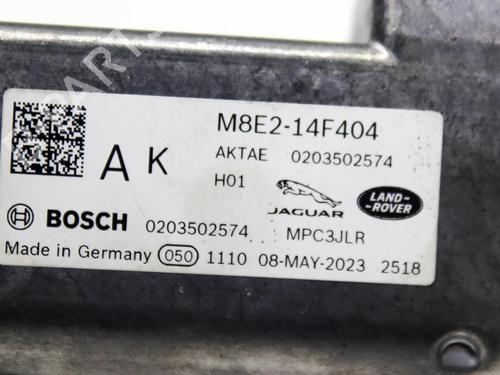 M8E2-14F404
A K
AKTAE 0203502574
H01
JAGUAR
LAND-
ROVER
BOSCH 0203502574 MPC3JLR
Made in Germany 050 1110 08-MAY-2023 2518